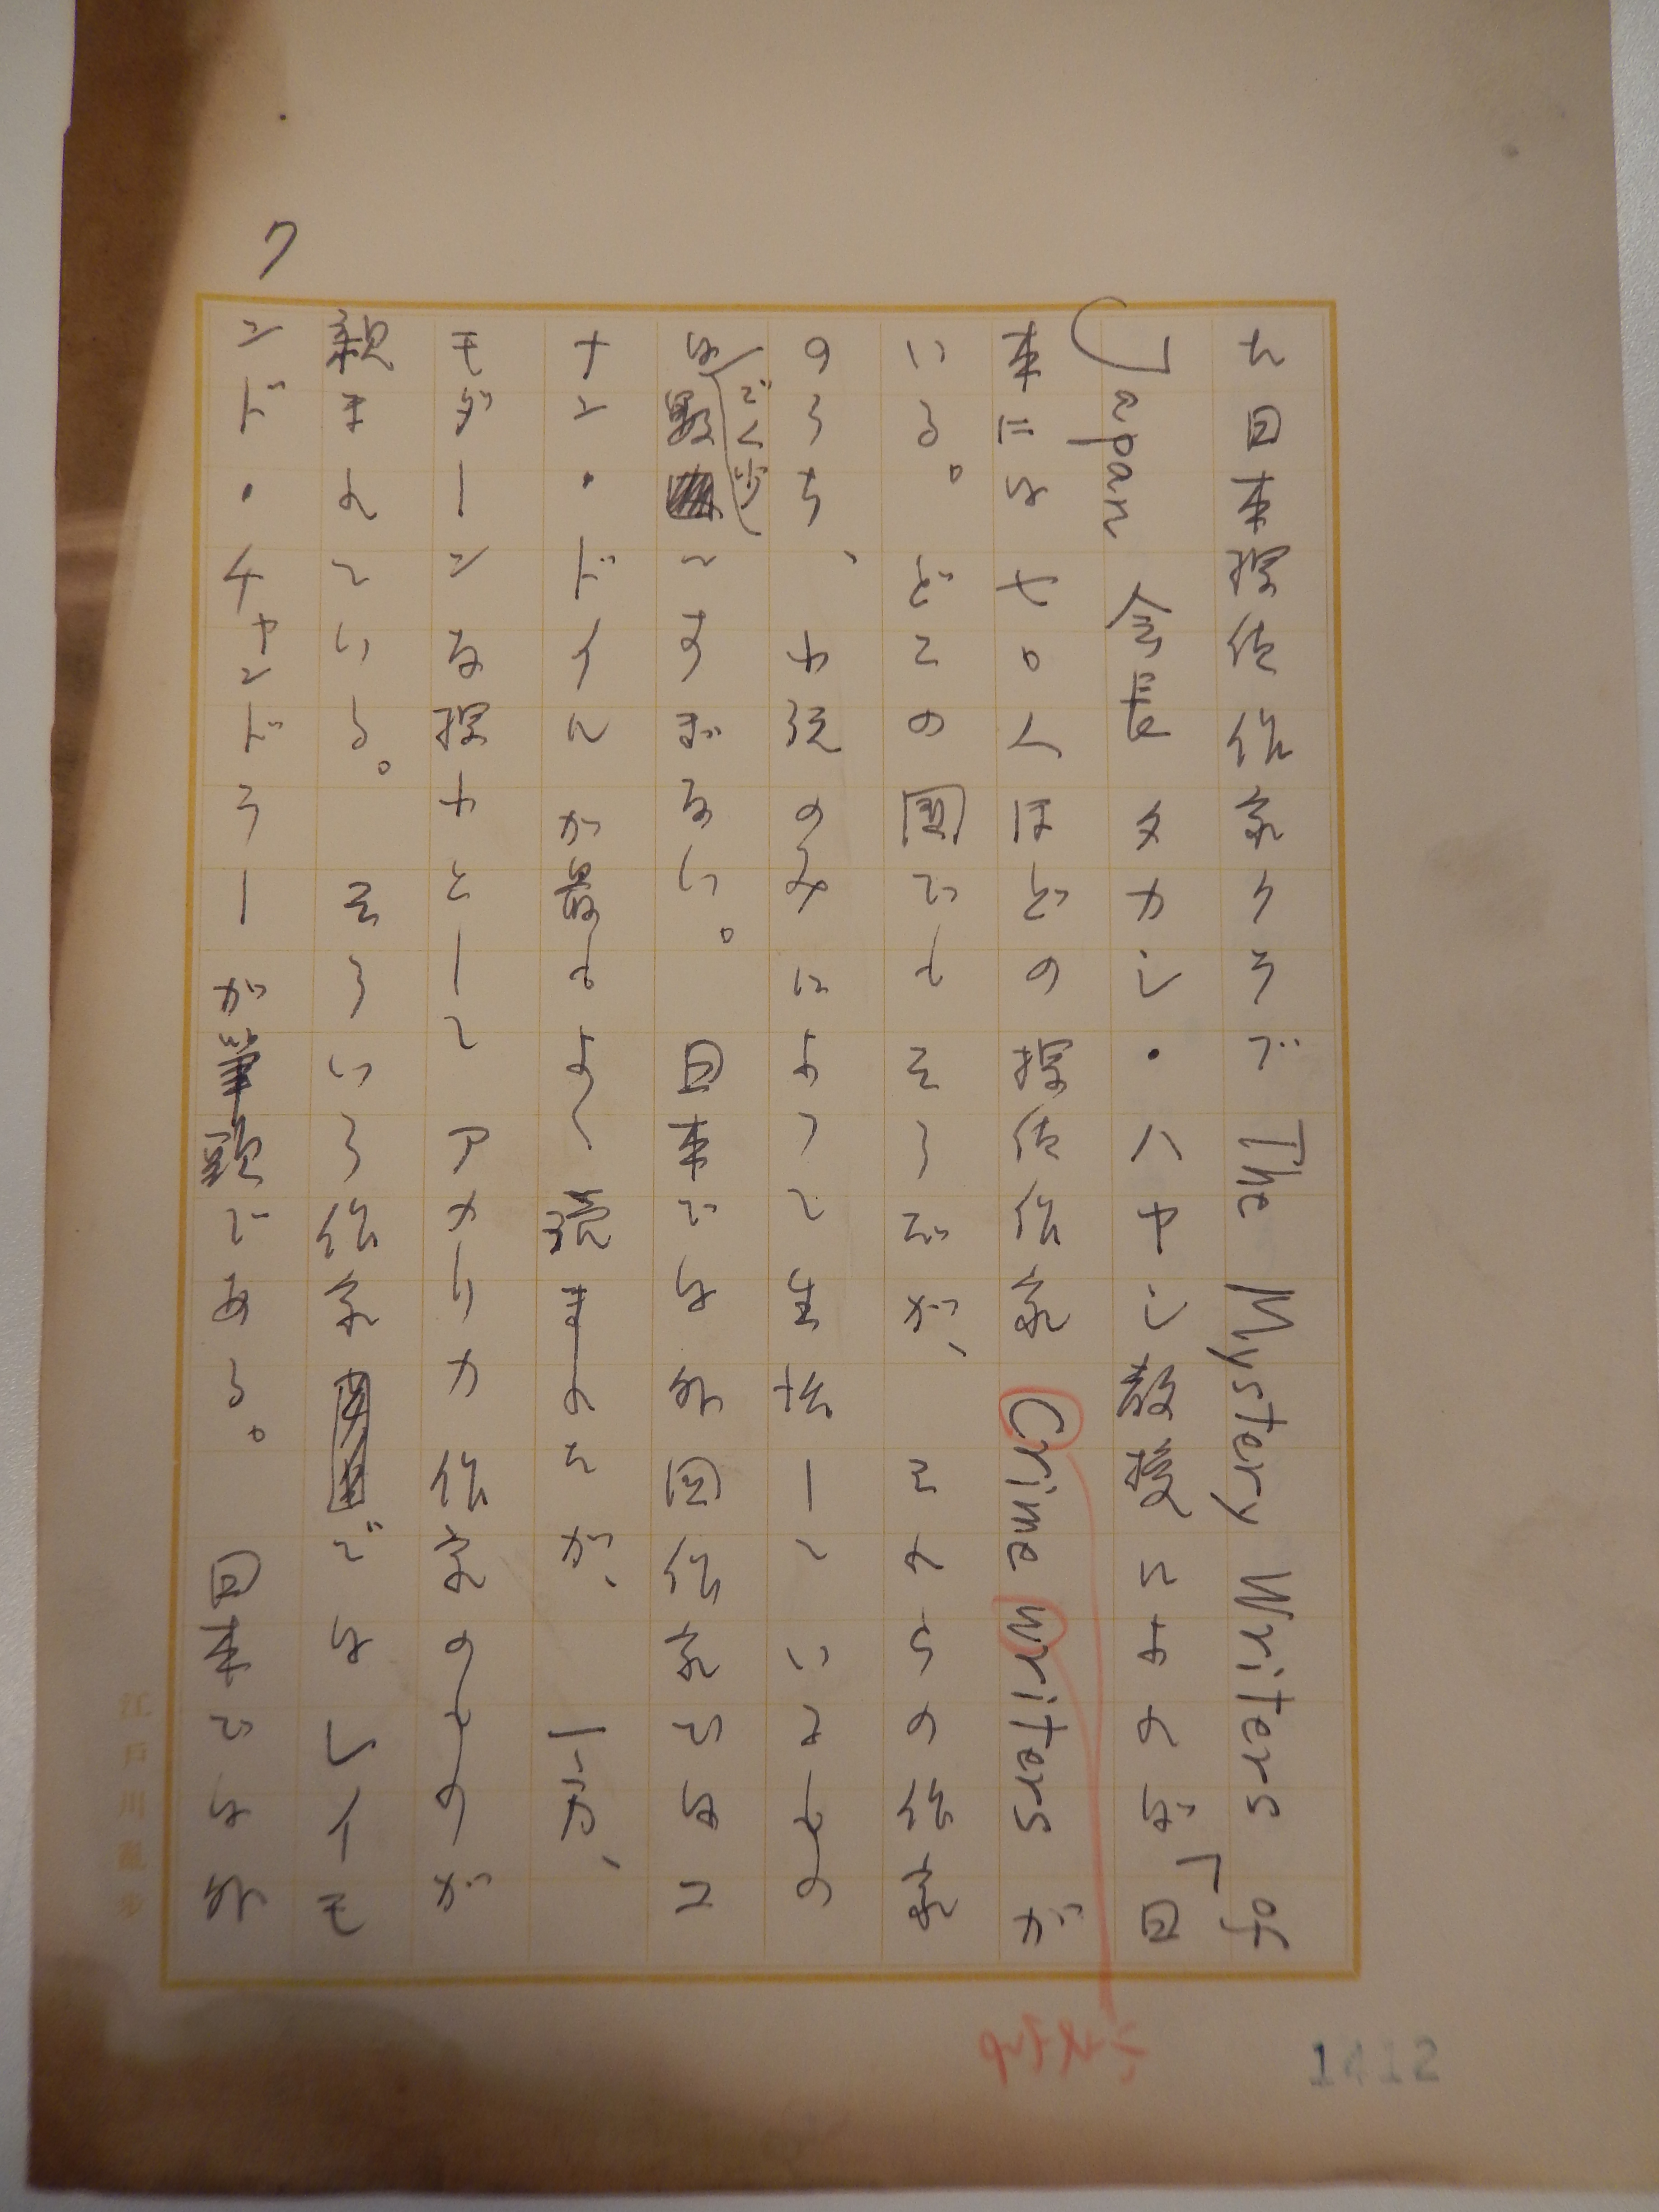 た日本探偵作家クラブ The Mystery Writers of
Japan 会長タカシ・ハヤシ教授によれば「日
本には七〇人ほどの探偵作家 Crime Writers が
いる。どこの国でもそうだが、これらの作家
のうち、小説のみによって生活しているもの
はごく少数にすぎない。日本では外国作家ではコ
ナン・ドイルが最もよく読まれたが、一方、
モダーンな探小としてアメリカ作家のものが
親まれている。そういう作家ではレイモ
ンド・チャンドラーが筆頭である。日本では外
7
江戸川乱歩
1412